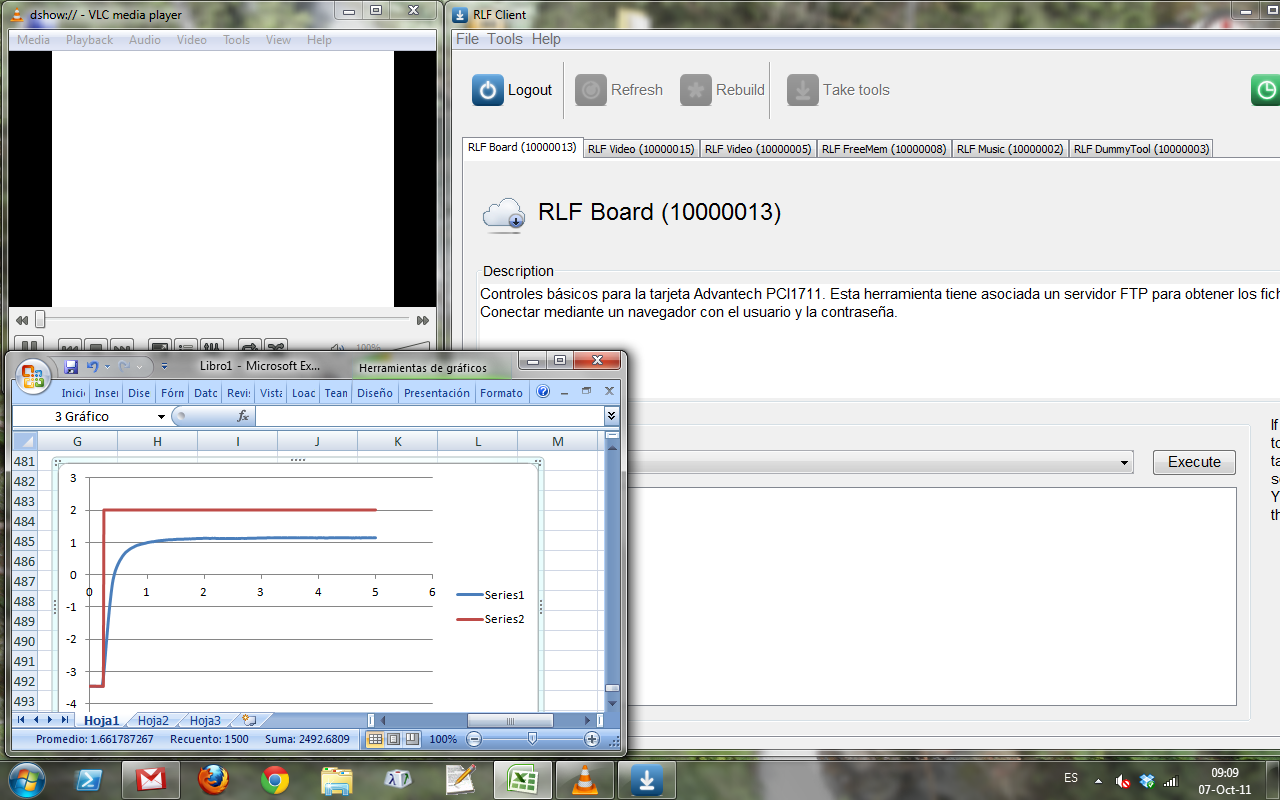 dshow:// - VLC media player
Media Playback Audio Video Tools View Help
100%
RLF Client
File Tools Help
Logout Refresh Rebuild Take tools
RLF Board (10000013) RLF Video (10000015) RLF Video (10000005) RLF FreeMem (10000008) RLF Music (10000002) RLF DummyTool (10000003)
RLF Board (10000013)
Description
Controles básicos para la tarjeta Advantech PCI1711. Esta herramienta tiene asociada un servidor FTP para obtener los fich
Conectar mediante un navegador con el usuario y la contraseña.
Execute
If
to
ta
se
Y
th
Libro1 - Microsoft Ex...
Herramientas de gráficos
Inici Inser Dise Fórn Datc Revi: Vista Loac Tean Diseño Presentación Formato
3 Gráfico
fx
G H I J K L M
481
482
483
484
485
486
487
488
489
490
491
492
493
3
2
1
0
-1
-2
-3
-4
0 1 2 3 4 5 6
Series1
Series2
Hoja1 Hoja2 Hoja3
Promedio: 1.661787267 Recuento: 1500 Suma: 2492.6809 100%
ES
09:09
07-Oct-11